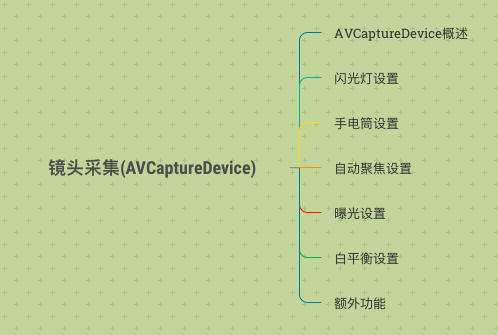 AVCaptureDevice概述
闪光灯设置
手电筒设置
镜头采集(AVCaptureDevice)
自动聚焦设置
曝光设置
白平衡设置
额外功能